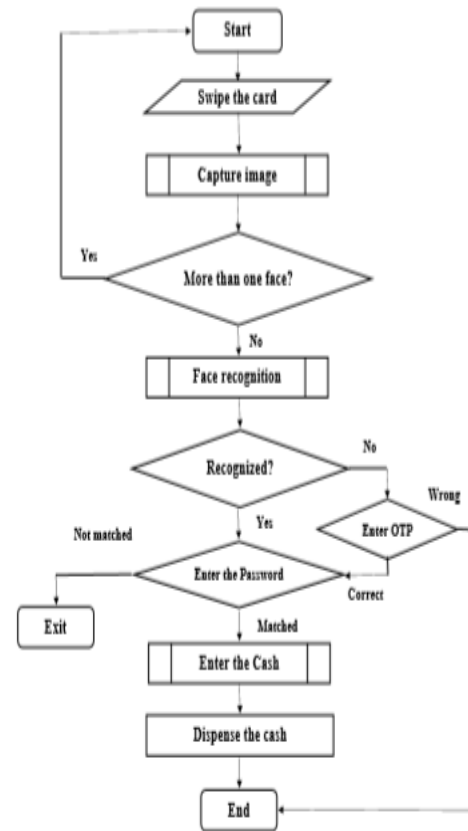 Start
Swipe the card
Capture image
Yes
More than one face?
No
Face recognition
No
Recognized?
Wrong
Yes
Enter OTP
Not matched
Enter the Password
Correct
Exit
Matched
Enter the Cash
Dispense the cash
End